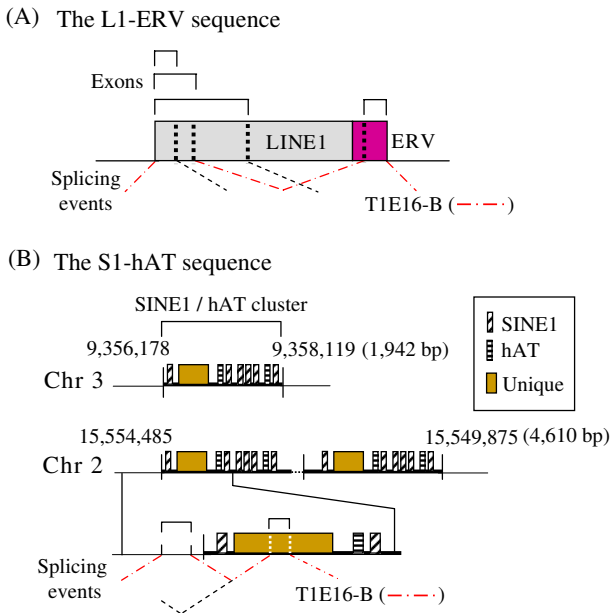 (A) The L1-ERV sequence
Exons
LINE1
ERV
Splicing
events
T1E16-B ( )
(B) The S1-hAT sequence
SINE1 / hAT cluster
9,356,178
9,358,119 (1,942 bp)
Chr 3
SINE1
hAT
Unique
15,554,485
15,549,875 (4,610 bp)
Chr 2
Splicing
events
T1E16-B ( )